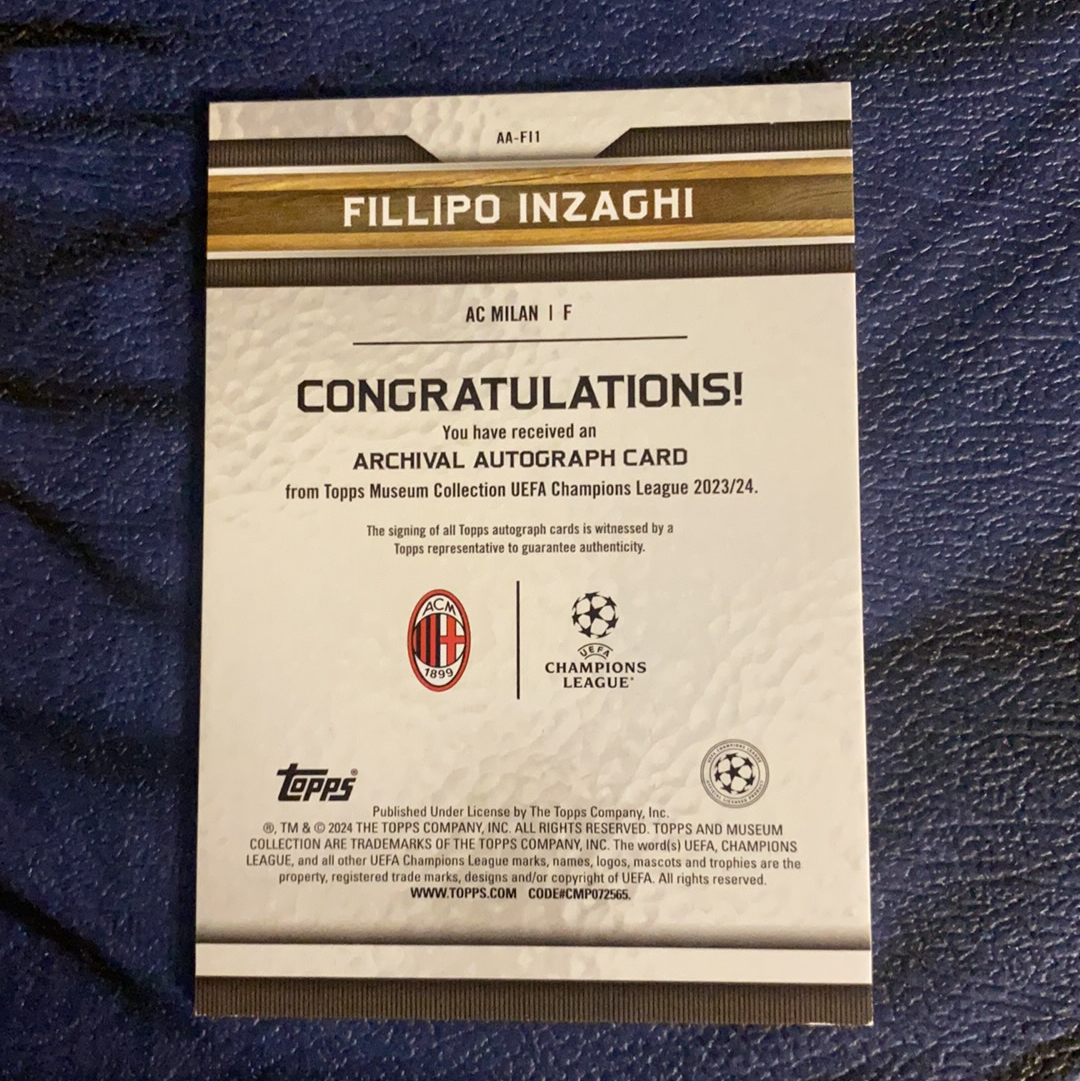 AA-FI1
FILLIPO INZAGHI
AC MILAN | F
CONGRATULATIONS!
You have received an
ARCHIVAL AUTOGRAPH CARD
from Topps Museum Collection UEFA Champions League 2023/24.
The signing of all Topps autograph cards is witnessed by a
Topps representative to guarantee authenticity.
ACM
1899
UEFA
CHAMPIONS
LEAGUE®
topps®
Published Under License by The Topps Company, Inc.
®, TM & © 2024 THE TOPPS COMPANY, INC. ALL RIGHTS RESERVED. TOPPS AND MUSEUM
COLLECTION ARE TRADEMARKS OF THE TOPPS COMPANY, INC. The word(s) UEFA, CHAMPIONS
LEAGUE, and all other UEFA Champions League marks, names, logos, mascots and trophies are the
property, registered trade marks, designs and/or copyright of UEFA. All rights reserved.
WWW.TOPPS.COM CODE#CMP072565.